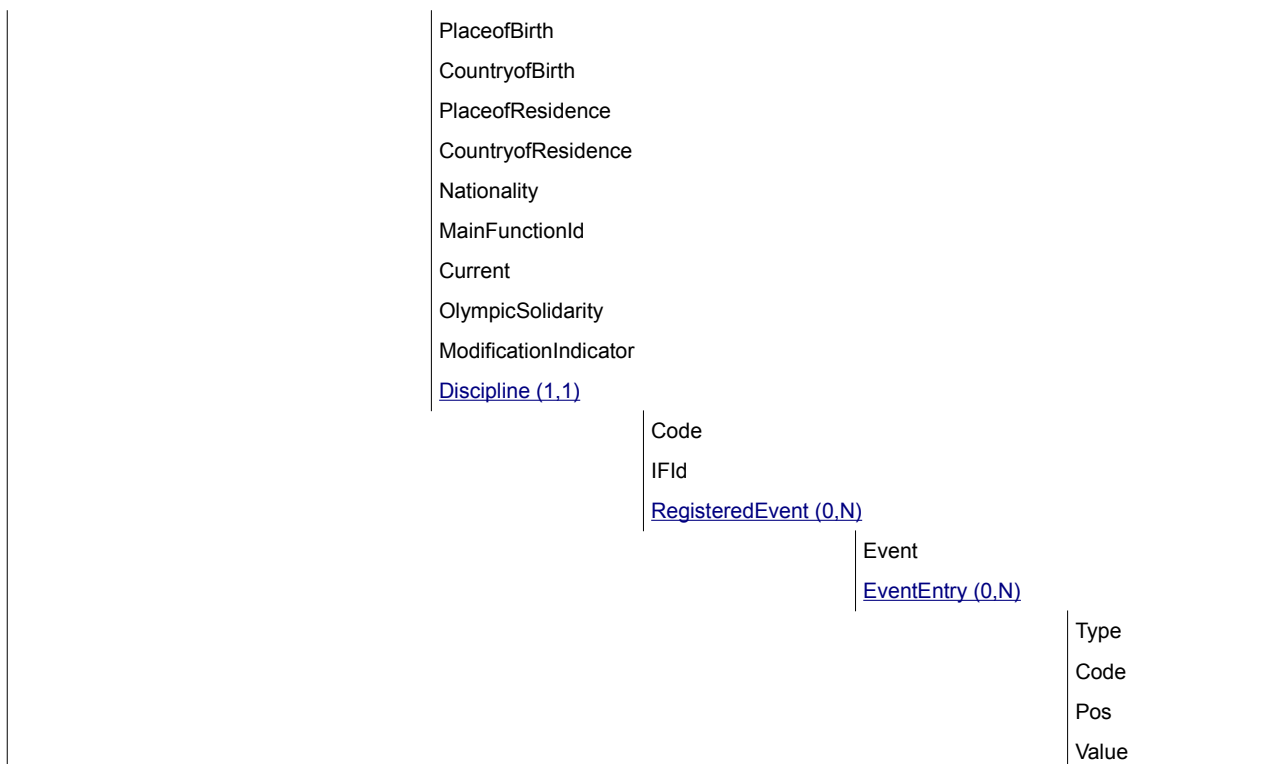 PlaceofBirth
CountryofBirth
PlaceofResidence
CountryofResidence
Nationality
MainFunctionId
Current
OlympicSolidarity
ModificationIndicator
Discipline (1,1)
Code
IFId
RegisteredEvent (0,N)
Event
EventEntry (0,N)
Type
Code
Pos
Value